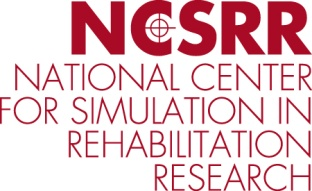 NCSRR
NATIONAL CENTER
FOR SIMULATION IN
REHABILITATION
RESEARCH